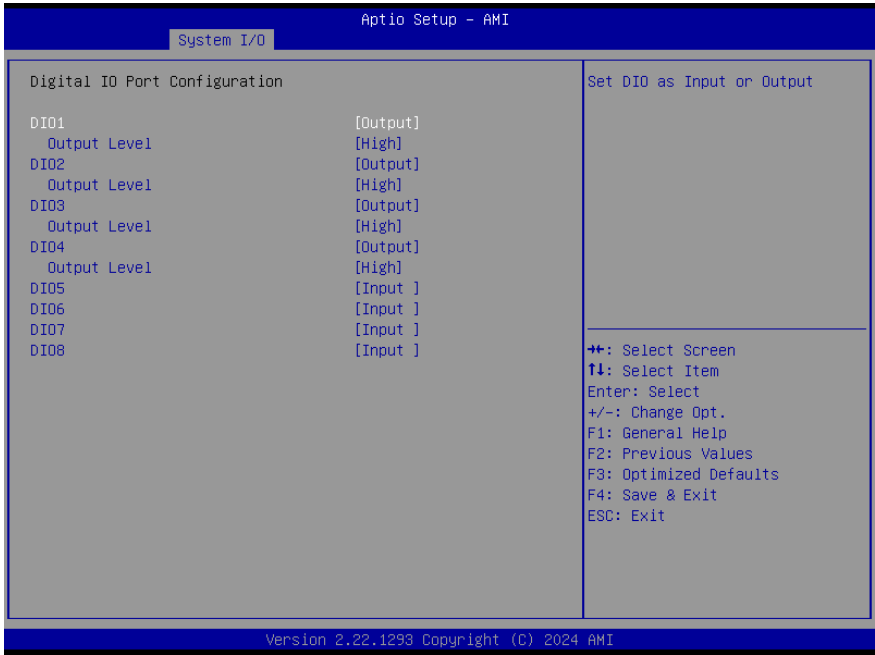 Aptio Setup - AMI
System I/O
Digital IO Port Configuration
DIO1 [Output]
Output Level [High]
DIO2 [Output]
Output Level [High]
DIO3 [Output]
Output Level [High]
DIO4 [Output]
Output Level [High]
DIO5 [Input ]
DIO6 [Input ]
DIO7 [Input ]
DIO8 [Input ]
Set DIO as Input or Output
→←: Select Screen
↑↓: Select Item
Enter: Select
+/-: Change Opt.
F1: General Help
F2: Previous Values
F3: Optimized Defaults
F4: Save & Exit
ESC: Exit
Version 2.22.1293 Copyright (C) 2024 AMI